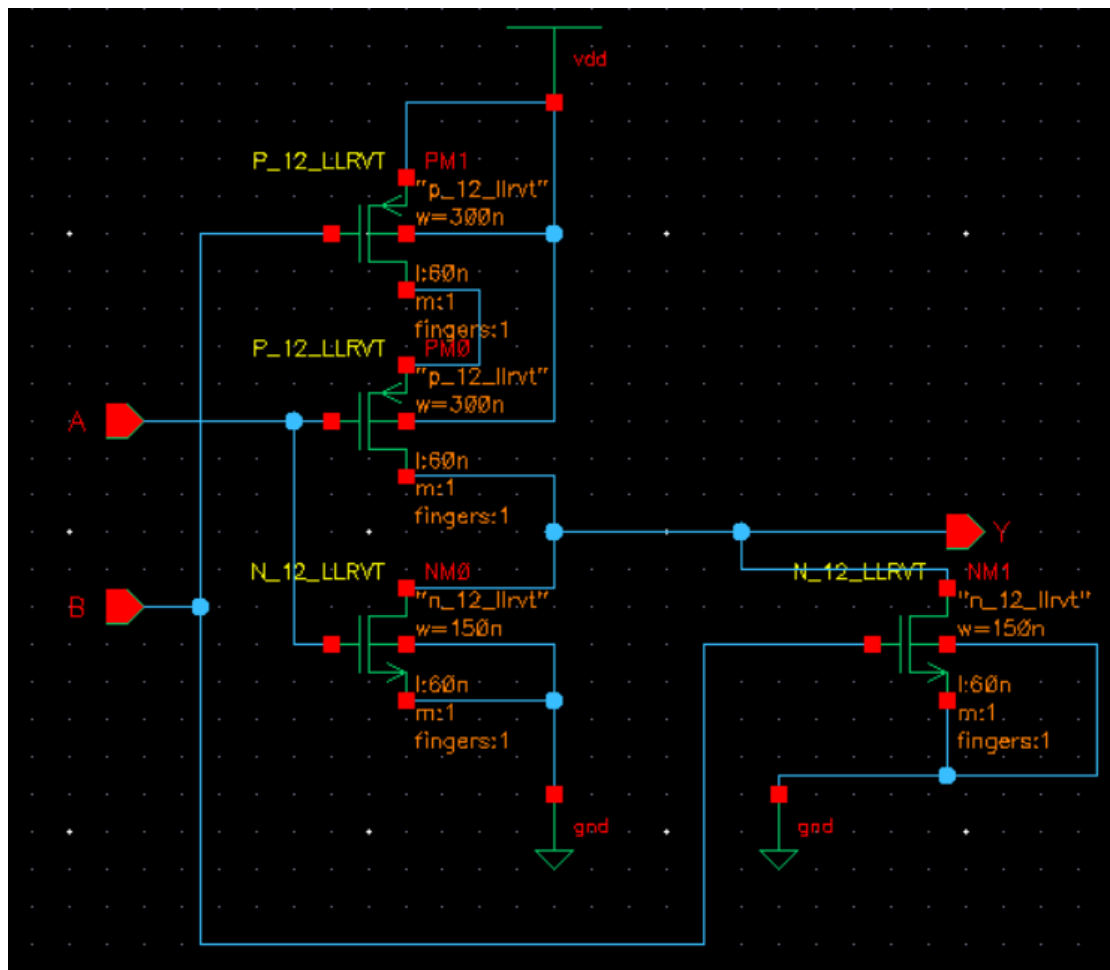 vdd
P_12_LLRVT PM1
"p_12_llrvt"
w=300n
l:60n
m:1
fingers:1
P_12_LLRVT PM0
"p_12_llrvt"
w=300n
A
l:60n
m:1
fingers:1
Y
N_12_LLRVT NM0
"n_12_llrvt"
w=150n
B
l:60n
m:1
fingers:1
gnd
N_12_LLRVT NM1
"n_12_llrvt"
w=150n
l:60n
m:1
fingers:1
gnd